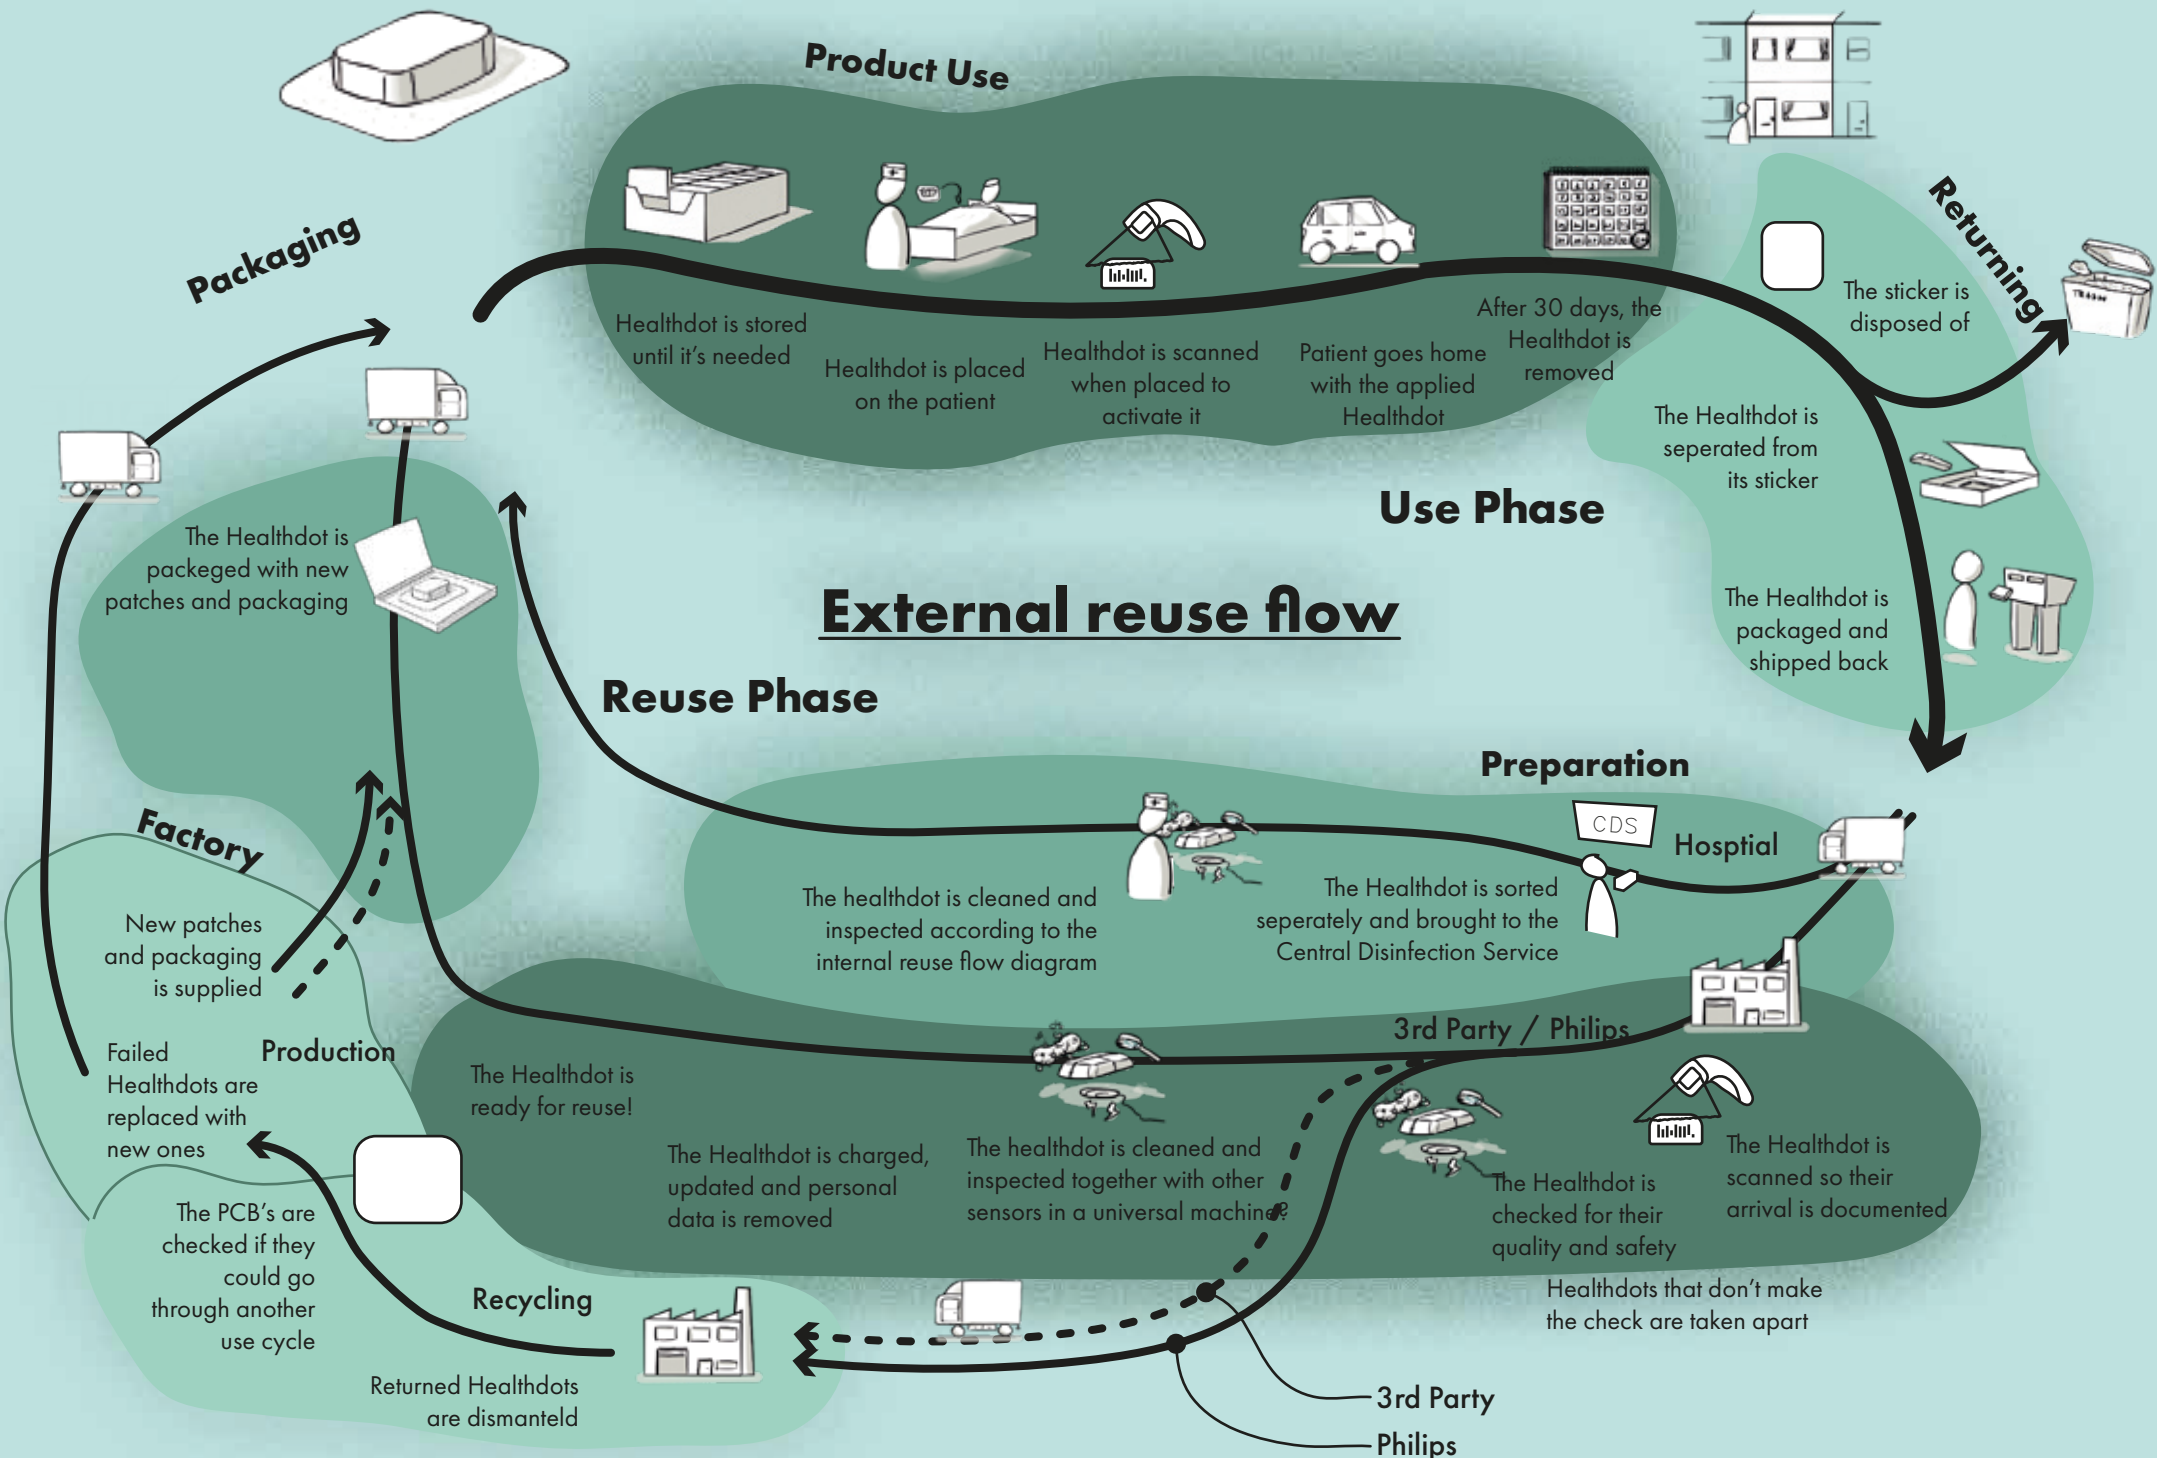 Product Use
Packaging
Returning
TRASH
Healthdot is stored
until it's needed
Healthdot is placed
on the patient
Healthdot is scanned
when placed to
activate it
Patient goes home
with the applied
Healthdot
After 30 days, the
Healthdot is
removed
The sticker is
disposed of
The Healthdot is
seperated from
its sticker
The Healthdot is
packaged and
shipped back
Use Phase
External reuse flow
Reuse Phase
The Healthdot is
packeged with new
patches and packaging
Preparation
CDS
Hosptial
The Healthdot is sorted
seperately and brought to the
Central Disinfection Service
The healthdot is cleaned and
inspected according to the
internal reuse flow diagram
Factory
New patches
and packaging
is supplied
Production
Failed
Healthdots are
replaced with
new ones
3rd Party / Philips
The Healthdot is
scanned so their
arrival is documented
The Healthdot is
checked for their
quality and safety
Healthdots that don't make
the check are taken apart
The healthdot is cleaned and
inspected together with other
sensors in a universal machine?
The Healthdot is charged,
updated and personal
data is removed
The Healthdot is
ready for reuse!
The PCB's are
checked if they
could go
through another
use cycle
Recycling
Returned Healthdots
are dismanteld
3rd Party
Philips